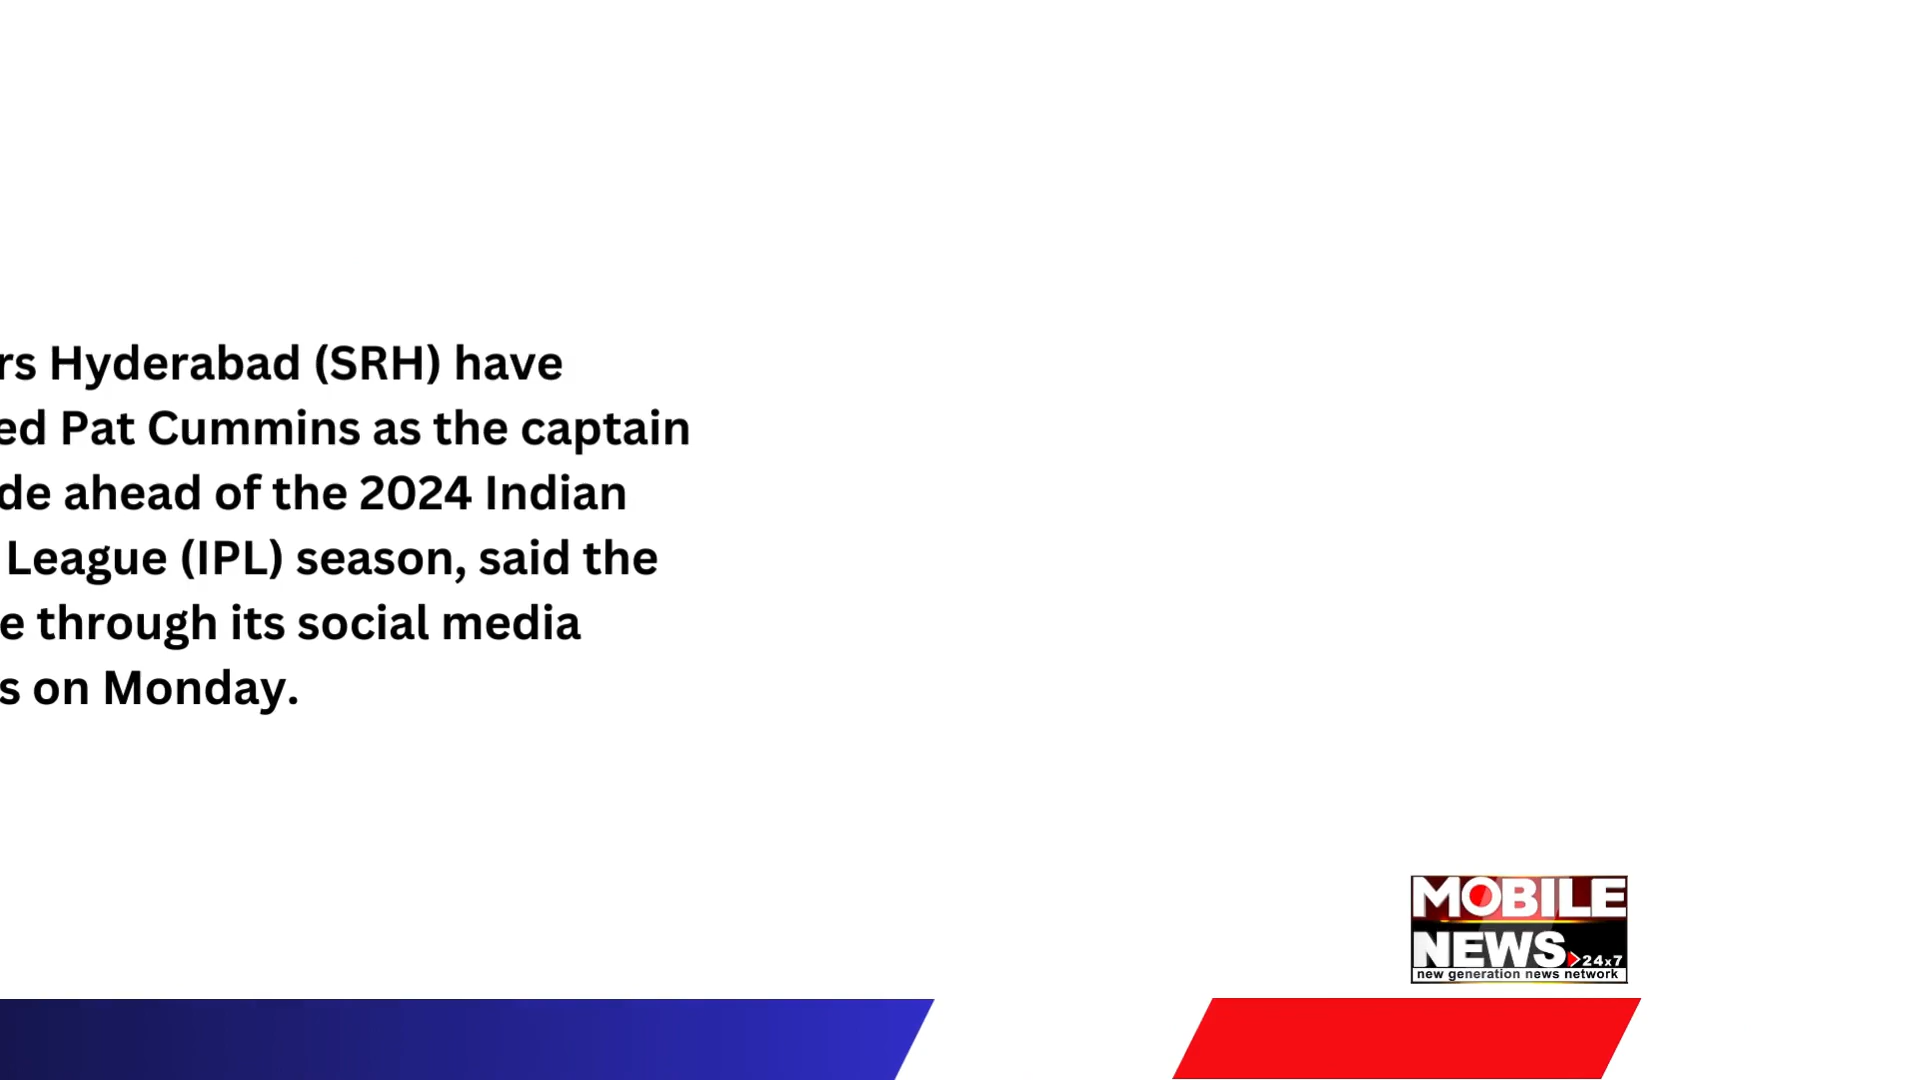 rs Hyderabad (SRH) have
ed Pat Cummins as the captain
de ahead of the 2024 Indian
League (IPL) season, said the
e through its social media
s on Monday.
MOBILE
NEWS 24x7
new generation news network